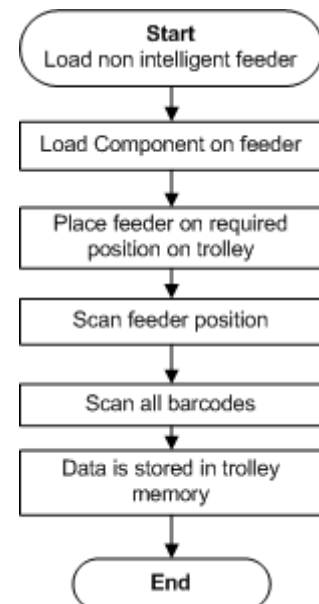 Start
Load non intelligent feeder
Load Component on feeder
Place feeder on required
position on trolley
Scan feeder position
Scan all barcodes
Data is stored in trolley
memory
End